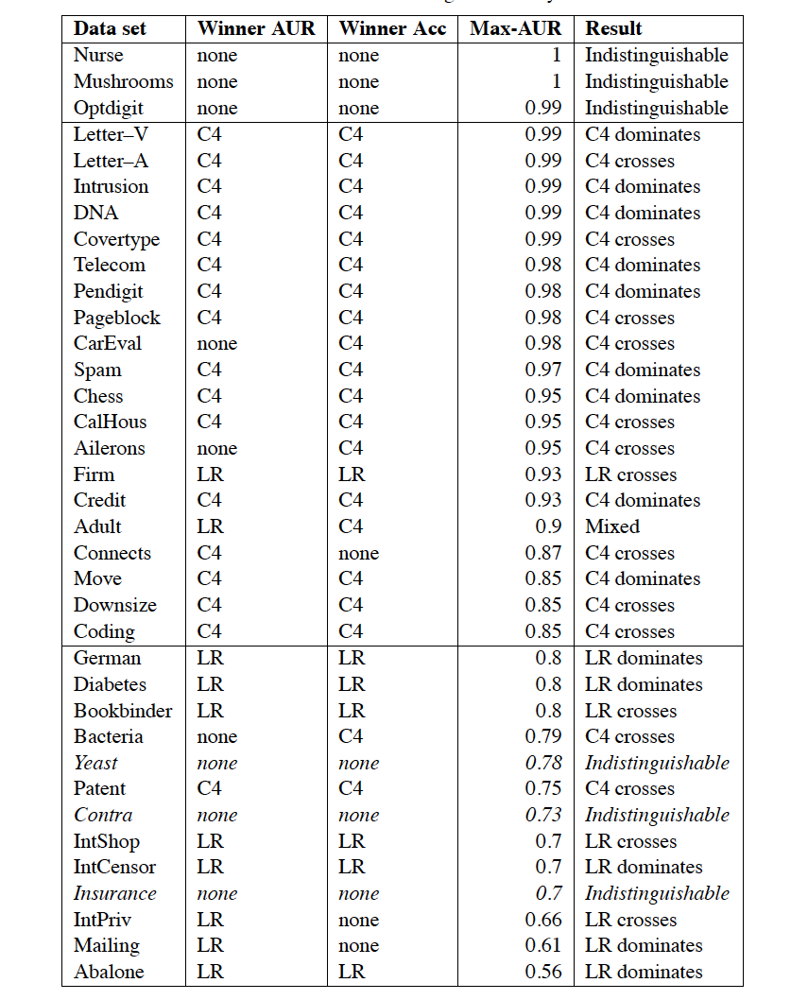 Data set Winner AUR Winner Acc Max-AUR Result
Nurse none none 1 Indistinguishable
Mushrooms none none 1 Indistinguishable
Optdigit none none 0.99 Indistinguishable
Letter–V C4 C4 0.99 C4 dominates
Letter–A C4 C4 0.99 C4 crosses
Intrusion C4 C4 0.99 C4 dominates
DNA C4 C4 0.99 C4 dominates
Covertype C4 C4 0.99 C4 crosses
Telecom C4 C4 0.98 C4 dominates
Pendigit C4 C4 0.98 C4 dominates
Pageblock C4 C4 0.98 C4 crosses
CarEval none C4 0.98 C4 crosses
Spam C4 C4 0.97 C4 dominates
Chess C4 C4 0.95 C4 dominates
CalHous C4 C4 0.95 C4 crosses
Ailerons none C4 0.95 C4 crosses
Firm LR LR 0.93 LR crosses
Credit C4 C4 0.93 C4 dominates
Adult LR C4 0.9 Mixed
Connects C4 none 0.87 C4 crosses
Move C4 C4 0.85 C4 dominates
Downsize C4 C4 0.85 C4 crosses
Coding C4 C4 0.85 C4 crosses
German LR LR 0.8 LR dominates
Diabetes LR LR 0.8 LR dominates
Bookbinder LR LR 0.8 LR crosses
Bacteria none C4 0.79 C4 crosses
Yeast none none 0.78 Indistinguishable
Patent C4 C4 0.75 C4 crosses
Contra none none 0.73 Indistinguishable
IntShop LR LR 0.7 LR crosses
IntCensor LR LR 0.7 LR dominates
Insurance none none 0.7 Indistinguishable
IntPriv LR none 0.66 LR crosses
Mailing LR none 0.61 LR dominates
Abalone LR LR 0.56 LR dominates